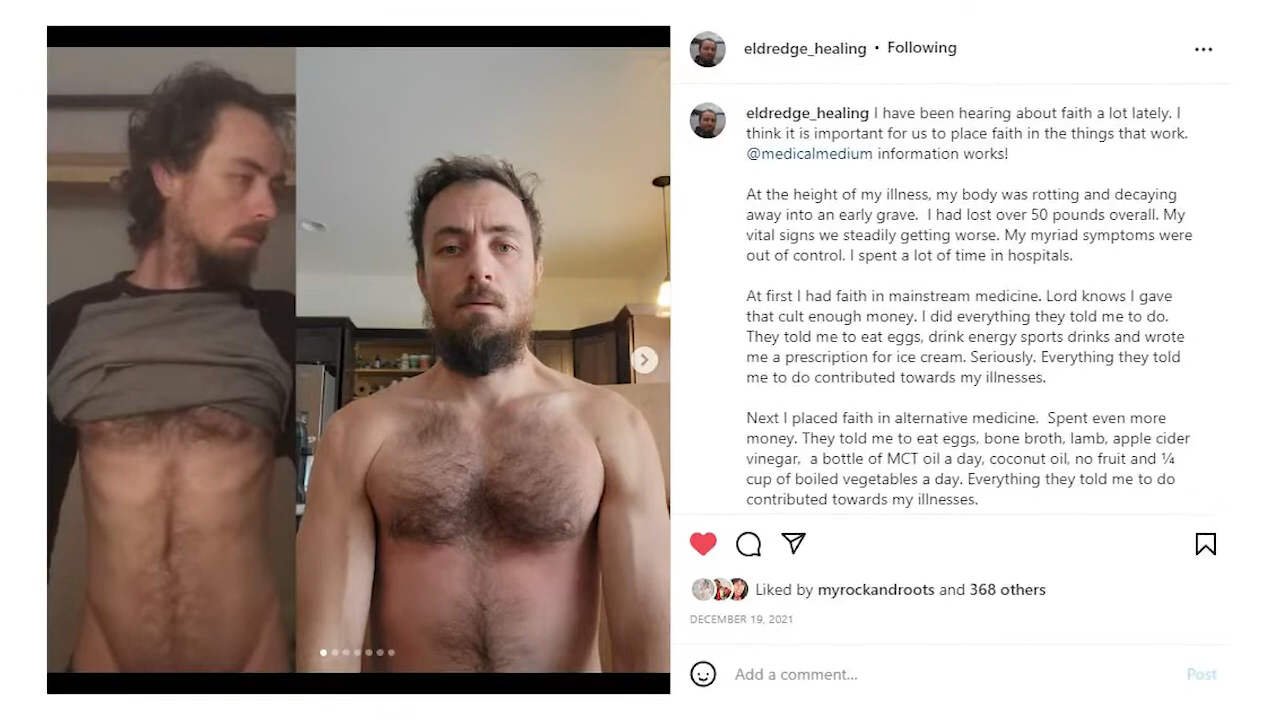 eldredge_healing • Following
eldredge_healing I have been hearing about faith a lot lately. I
think it is important for us to place faith in the things that work.
@medicalmedium information works!
At the height of my illness, my body was rotting and decaying
away into an early grave. I had lost over 50 pounds overall. My
vital signs we steadily getting worse. My myriad symptoms were
out of control. I spent a lot of time in hospitals.
At first I had faith in mainstream medicine. Lord knows I gave
that cult enough money. I did everything they told me to do.
They told me to eat eggs, drink energy sports drinks and wrote
me a prescription for ice cream. Seriously. Everything they told
me to do contributed towards my illnesses.
Next I placed faith in alternative medicine. Spent even more
money. They told me to eat eggs, bone broth, lamb, apple cider
vinegar, a bottle of MCT oil a day, coconut oil, no fruit and ¼
cup of boiled vegetables a day. Everything they told me to do
contributed towards my illnesses.
Liked by myrockandroots and 368 others
DECEMBER 19, 2021
Add a comment... Post